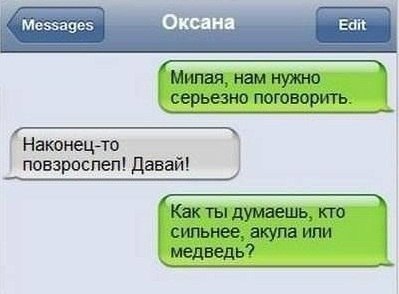 Messages
Оксана
Edit
Милая, нам нужно
серьезно поговорить.
Наконец-то
повзрослел! Давай!
Как ты думаешь, кто
сильнее, акула или
медведь?